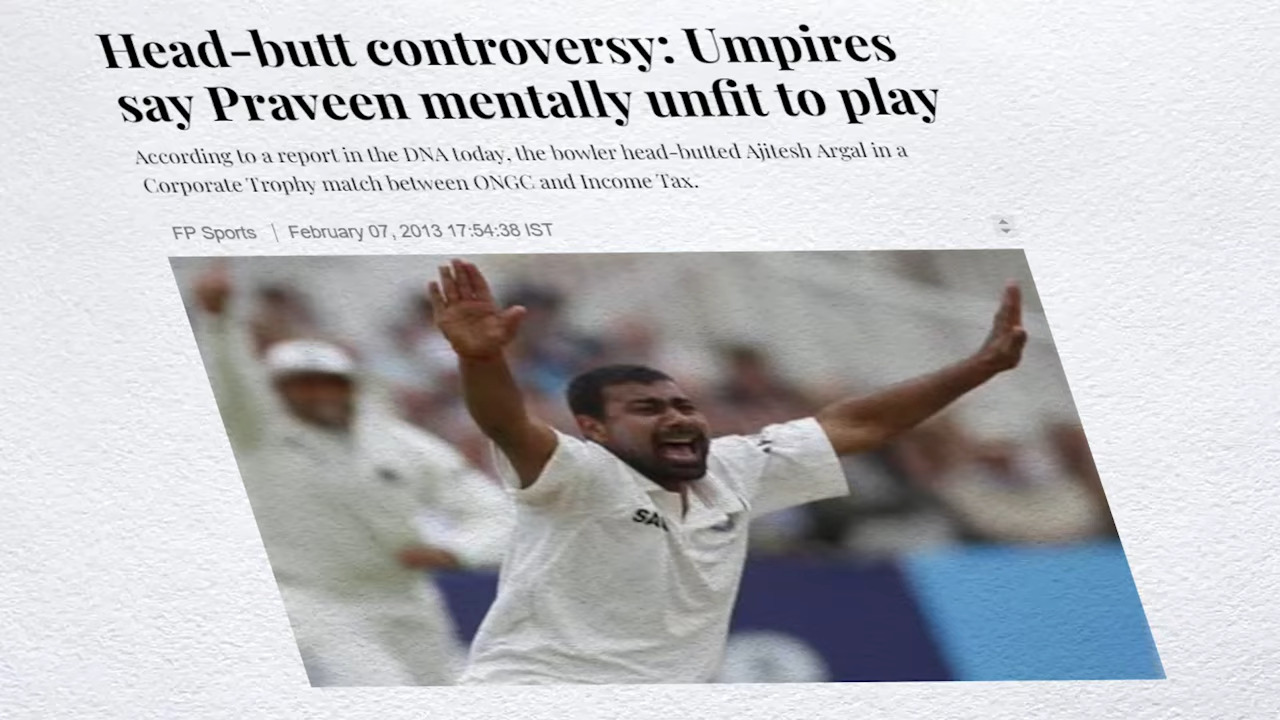 Head-butt controversy: Umpires
say Praveen mentally unfit to play
According to a report in the DNA today, the bowler head-butted Ajitesh Argal in a
Corporate Trophy match between ONGC and Income Tax.
FP Sports | February 07, 2013 17:54:38 IST